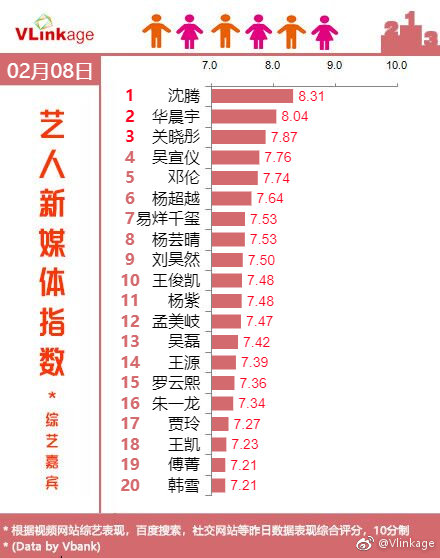 VLinkage
1
2
3
02月08日
7.0 8.0 9.0 10.0
艺人新媒体指数
*综艺嘉宾
1 沈腾 8.31
2 华晨宇 8.04
3 关晓彤 7.87
4 吴宣仪 7.76
5 邓伦 7.74
6 杨超越 7.64
7 易烊千玺 7.53
8 杨芸晴 7.53
9 刘昊然 7.50
10 王俊凯 7.48
11 杨紫 7.48
12 孟美岐 7.47
13 吴磊 7.42
14 王源 7.39
15 罗云熙 7.36
16 朱一龙 7.34
17 贾玲 7.27
18 王凯 7.23
19 傅菁 7.21
20 韩雪 7.21
* 根据视频网站综艺表现，百度搜索，社交网站等昨日数据表现综合评分，10分制
* (Data by Vbank)
@Vlinkage